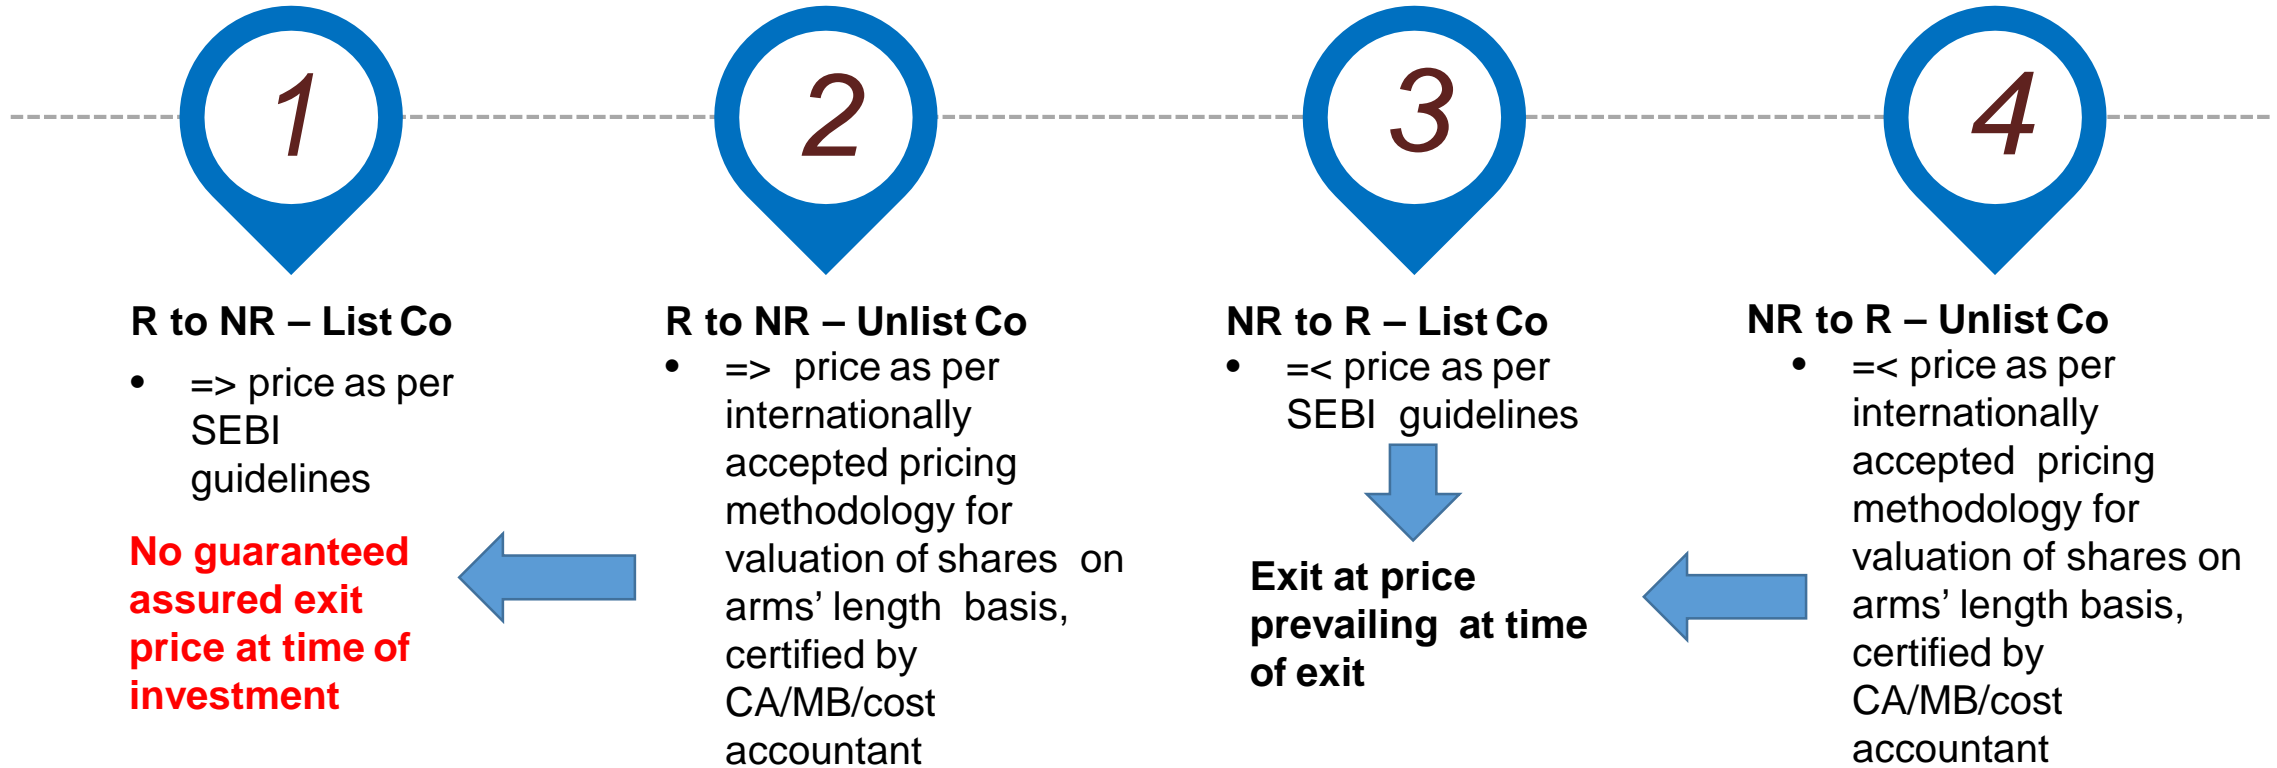 1
R to NR – List Co
• => price as per
SEBI
guidelines
No guaranteed
assured exit
price at time of
investment
2
R to NR – Unlist Co
• => price as per
internationally
accepted pricing
methodology for
valuation of shares on
arms’ length basis,
certified by
CA/MB/cost
accountant
3
NR to R – List Co
• =< price as per
SEBI guidelines
Exit at price
prevailing at time
of exit
4
NR to R – Unlist Co
• =< price as per
internationally
accepted pricing
methodology for
valuation of shares on
arms’ length basis,
certified by
CA/MB/cost
accountant